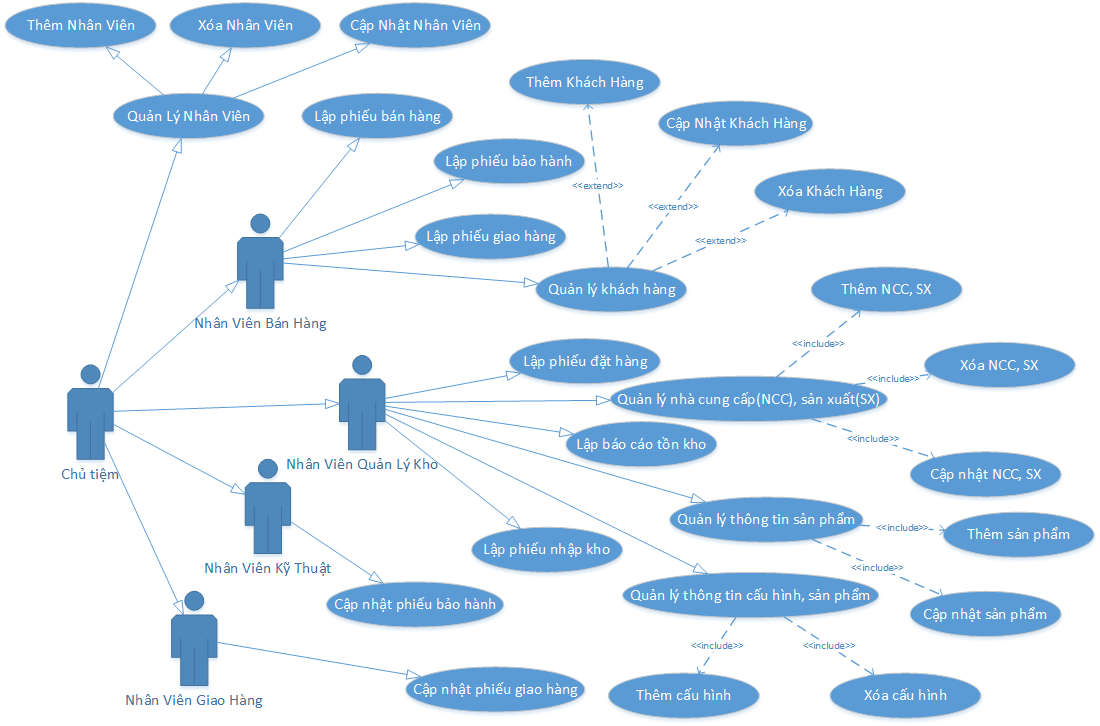 Thêm Nhân Viên
Xóa Nhân Viên
Cập Nhật Nhân Viên
Thêm Khách Hàng
Quản Lý Nhân Viên
Lập phiếu bán hàng
Cập Nhật Khách Hàng
Lập phiếu bảo hành
<<extend>>
Xóa Khách Hàng
<<extend>>
Lập phiếu giao hàng
<<extend>>
Quản lý khách hàng
Thêm NCC, SX
Nhân Viên Bán Hàng
<<include>>
Lập phiếu đặt hàng
Xóa NCC, SX
<<include>>
Quản lý nhà cung cấp(NCC), sản xuất(SX)
<<include>>
Lập báo cáo tồn kho
Nhân Viên Quản Lý Kho
Chủ tiệm
Cập nhật NCC, SX
Quản lý thông tin sản phẩm
<<include>>
Thêm sản phẩm
Lập phiếu nhập kho
Nhân Viên Kỹ Thuật
<<include>>
Quản lý thông tin cấu hình, sản phẩm
Cập nhật phiếu bảo hành
Cập nhật sản phẩm
<<include>>
<<include>>
Cập nhật phiếu giao hàng
Thêm cấu hình
Xóa cấu hình
Nhân Viên Giao Hàng